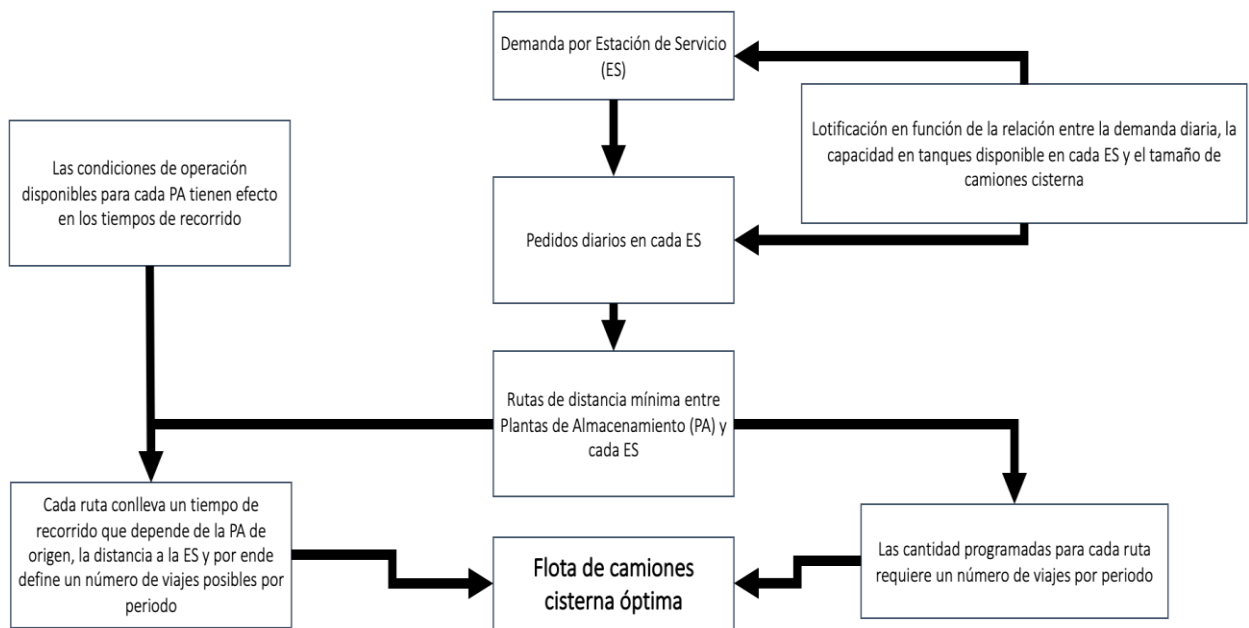 Demanda por Estación de Servicio
(ES)
Lotificación en función de la relación entre la demanda diaria, la
capacidad en tanques disponible en cada ES y el tamaño de
camiones cisterna
Las condiciones de operación
disponibles para cada PA tienen efecto
en los tiempos de recorrido
Pedidos diarios en cada ES
Rutas de distancia mínima entre
Plantas de Almacenamiento (PA) y
cada ES
Cada ruta conlleva un tiempo de
recorrido que depende de la PA de
origen, la distancia a la ES y por ende
define un número de viajes posibles por
periodo
Flota de camiones
cisterna óptima
Las cantidad programadas para cada ruta
requiere un número de viajes por periodo